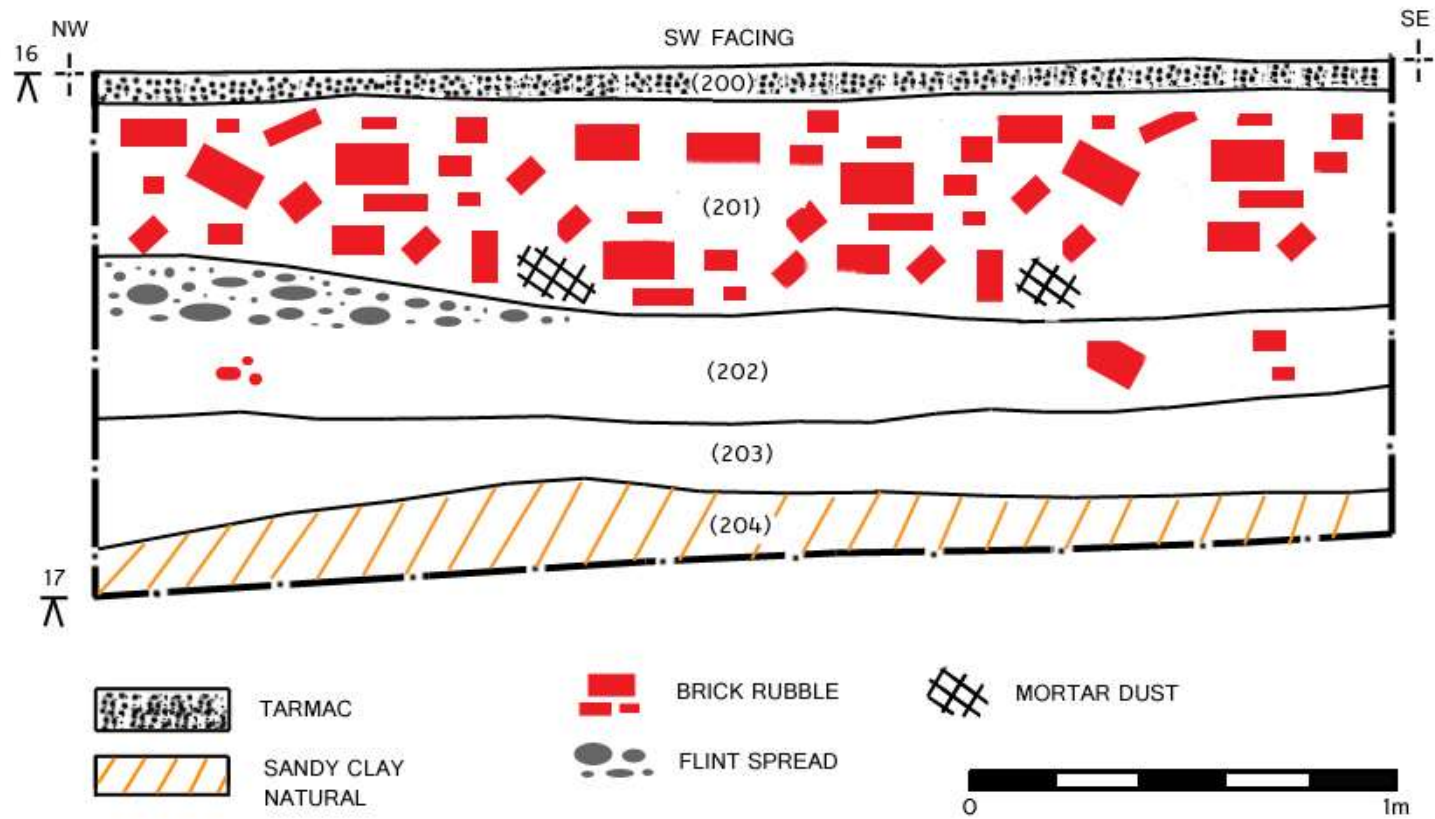 NW
SE
16
SW FACING
(200)
(201)
(202)
(203)
(204)
17
TARMAC
BRICK RUBBLE
MORTAR DUST
SANDY CLAY
NATURAL
FLINT SPREAD
0
1m